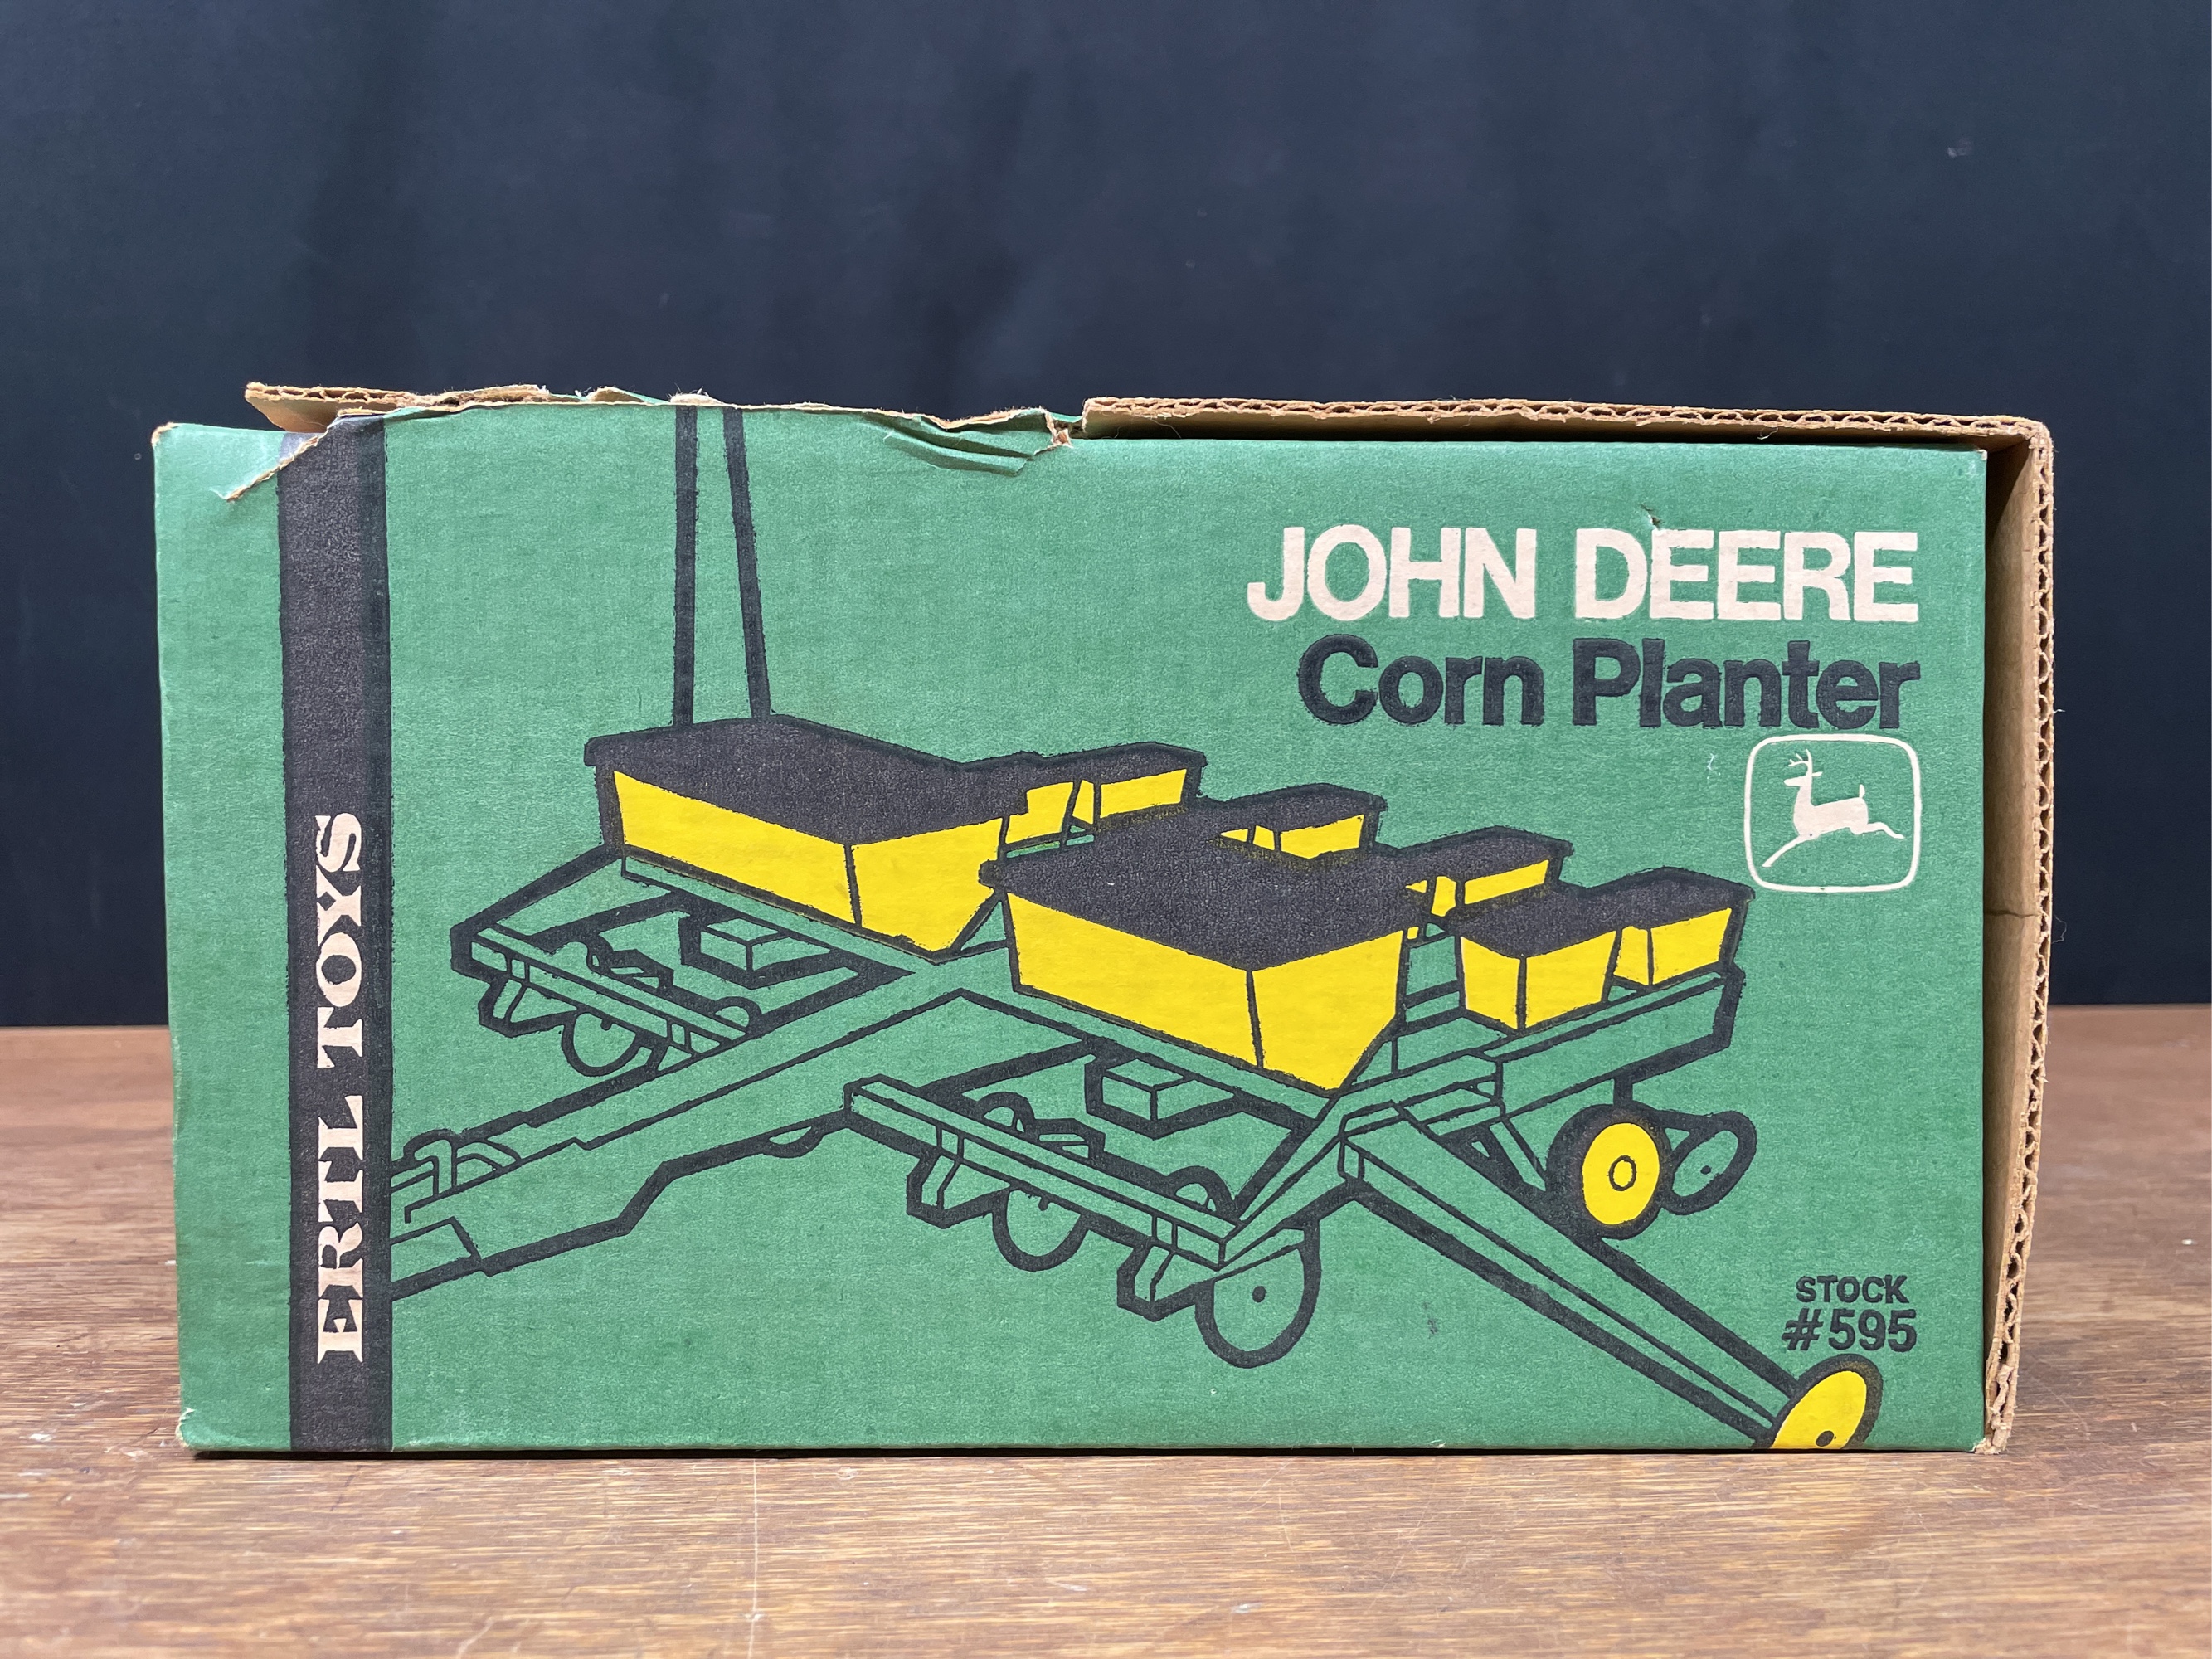 JOHN DEERE
Corn Planter
ERTL TOYS
STOCK
#595